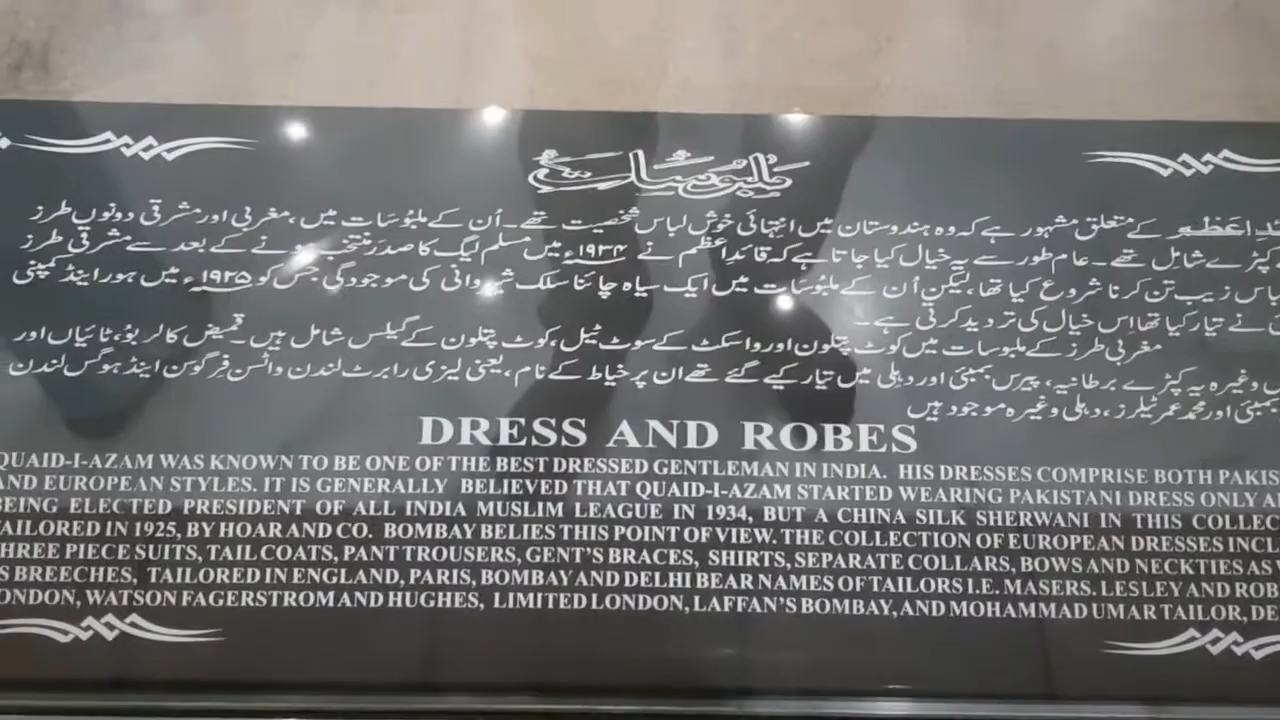 ملبوسات
کے متعلق مشہور ہے کہ وہ ہندوستان میں انتہائی خوش لباس شخصیت تھے۔ اُن کے ملبوسات میں، مغربی اور مشرقی دونوں طرز
کپڑے شامل تھے۔ عام طور سے یہ خیال کیا جاتا ہے کہ قائداعظم نے ۱۹۳۴ء میں مسلم لیگ کا صدر منتخب ہونے کے بعد سے مشرقی طرز
زیب تن کرنا شروع کیا تھا، لیکن اُن کے ملبوسات میں ایک سیاہ چائنا سلک شیروانی کی موجودگی جس کو ۱۹۲۵ء میں ہور اینڈ کمپنی
نے تیار کیا تھا اس خیال کی تردید کرتی ہے۔
مغربی طرز کے ملبوسات میں کوٹ پتلون اور واسکٹ کے سوٹ ٹیل، کوٹ پتلون کے گیلس شامل ہیں۔ قمیض کالر بو، ٹائیاں اور
وغیرہ یہ کپڑے برطانیہ، پیرس بمبئی اور دہلی میں تیار کیے گئے تھے ان پر خیاط کے نام، یعنی لیزی رابرٹ لندن واٹسن فرگوسن اینڈ ہوگس لندن
بمبئی اور محمد عمر ٹیلرز، دہلی وغیرہ موجود ہیں
DRESS AND ROBES
QUAID-I-AZAM WAS KNOWN TO BE ONE OF THE BEST DRESSED GENTLEMAN IN INDIA. HIS DRESSES COMPRISE BOTH PAKIS
AND EUROPEAN STYLES. IT IS GENERALLY BELIEVED THAT QUAID-I-AZAM STARTED WEARING PAKISTANI DRESS ONLY A
BEING ELECTED PRESIDENT OF ALL INDIA MUSLIM LEAGUE IN 1934, BUT A CHINA SILK SHERWANI IN THIS COLLEC
TAILORED IN 1925, BY HOAR AND CO. BOMBAY BELIES THIS POINT OF VIEW. THE COLLECTION OF EUROPEAN DRESSES INCL
THREE PIECE SUITS, TAIL COATS, PANT TROUSERS, GENT'S BRACES, SHIRTS, SEPARATE COLLARS, BOWS AND NECKTIES AS
S BREECHES, TAILORED IN ENGLAND, PARIS, BOMBAY AND DELHI BEAR NAMES OF TAILORS I.E. MASERS. LESLEY AND ROB
ONDON, WATSON FAGERSTROM AND HUGHES, LIMITED LONDON, LAFFAN'S BOMBAY, AND MOHAMMAD UMAR TAILOR, DE